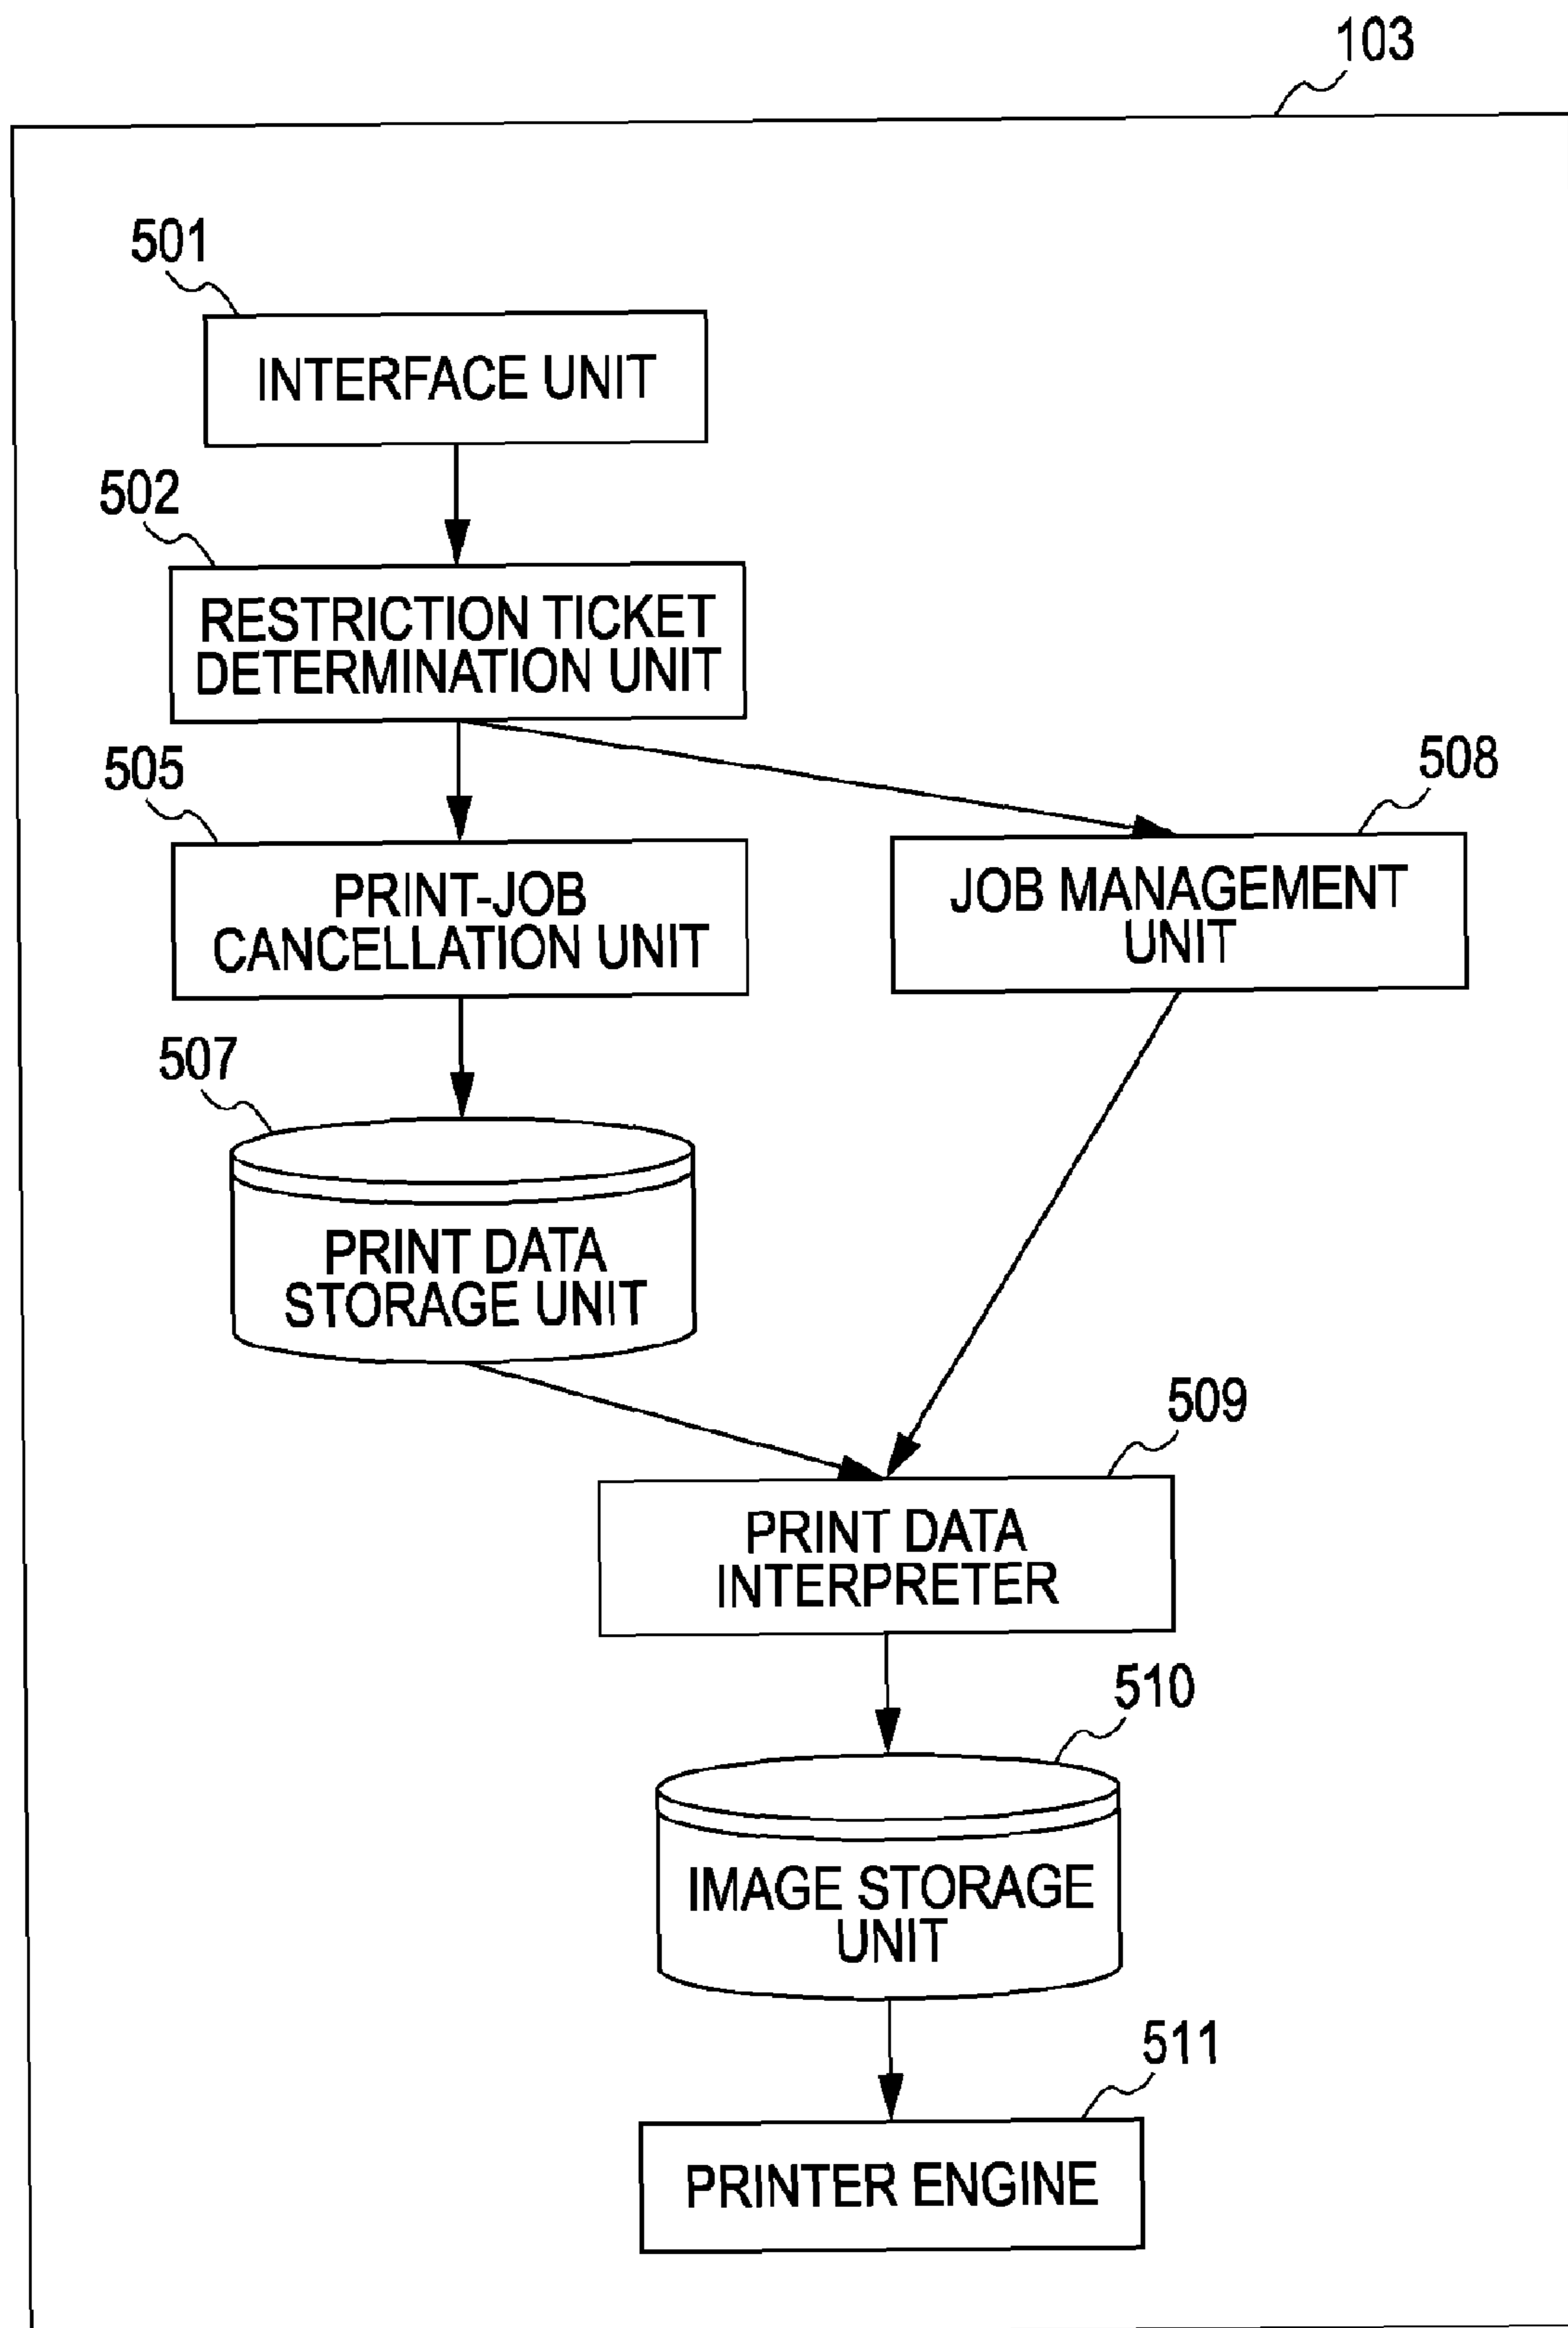 103
501
INTERFACE UNIT
502
RESTRICTION TICKET
DETERMINATION UNIT
505
PRINT-JOB
CANCELLATION UNIT
508
JOB MANAGEMENT
UNIT
507
PRINT DATA
STORAGE UNIT
509
PRINT DATA
INTERPRETER
510
IMAGE STORAGE
UNIT
511
PRINTER ENGINE